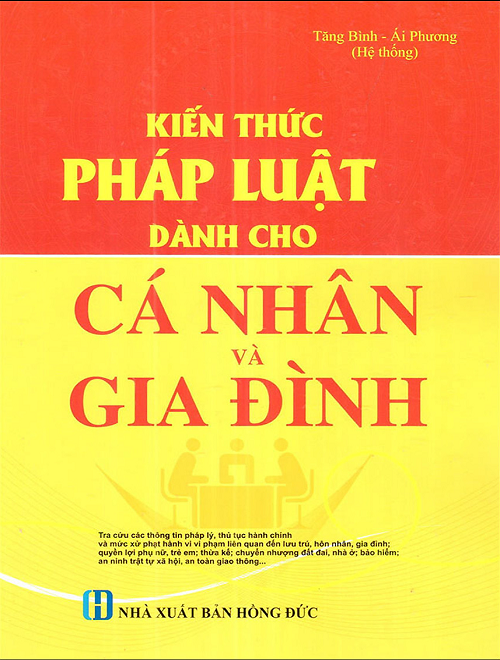 Tăng Bình - Ái Phương
(Hệ thống)
KIẾN THỨC
PHÁP LUẬT
DÀNH CHO
CÁ NHÂN
VÀ
GIA ĐÌNH
Tra cứu các thông tin pháp lý, thủ tục hành chính
và mức xử phạt hành vi vi phạm liên quan đến lưu trú, hôn nhân, gia đình;
quyền lợi phụ nữ, trẻ em; thừa kế; chuyển nhượng đất đai, nhà ở; bảo hiểm;
an ninh trật tự xã hội, an toàn giao thông...
NHÀ XUẤT BẢN HỒNG ĐỨC